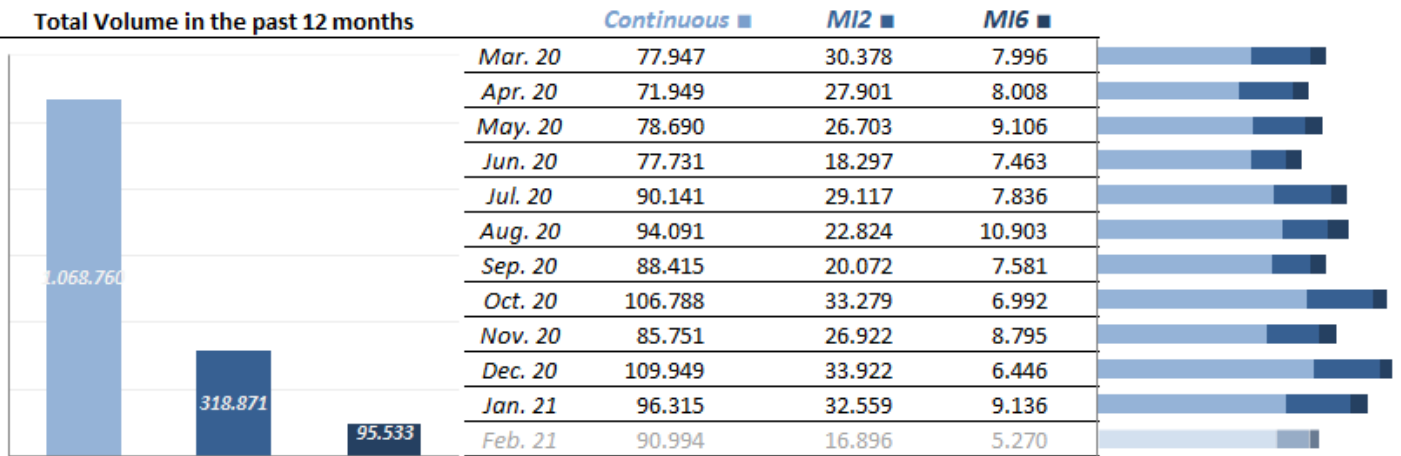 Total Volume in the past 12 months Continuous MI2 MI6
Mar. 20 77.947 30.378 7.996
Apr. 20 71.949 27.901 8.008
May. 20 78.690 26.703 9.106
Jun. 20 77.731 18.297 7.463
Jul. 20 90.141 29.117 7.836
Aug. 20 94.091 22.824 10.903
Sep. 20 88.415 20.072 7.581
Oct. 20 106.788 33.279 6.992
Nov. 20 85.751 26.922 8.795
Dec. 20 109.949 33.922 6.446
Jan. 21 96.315 32.559 9.136
Feb. 21 90.994 16.896 5.270
1.068.760
318.871
95.533